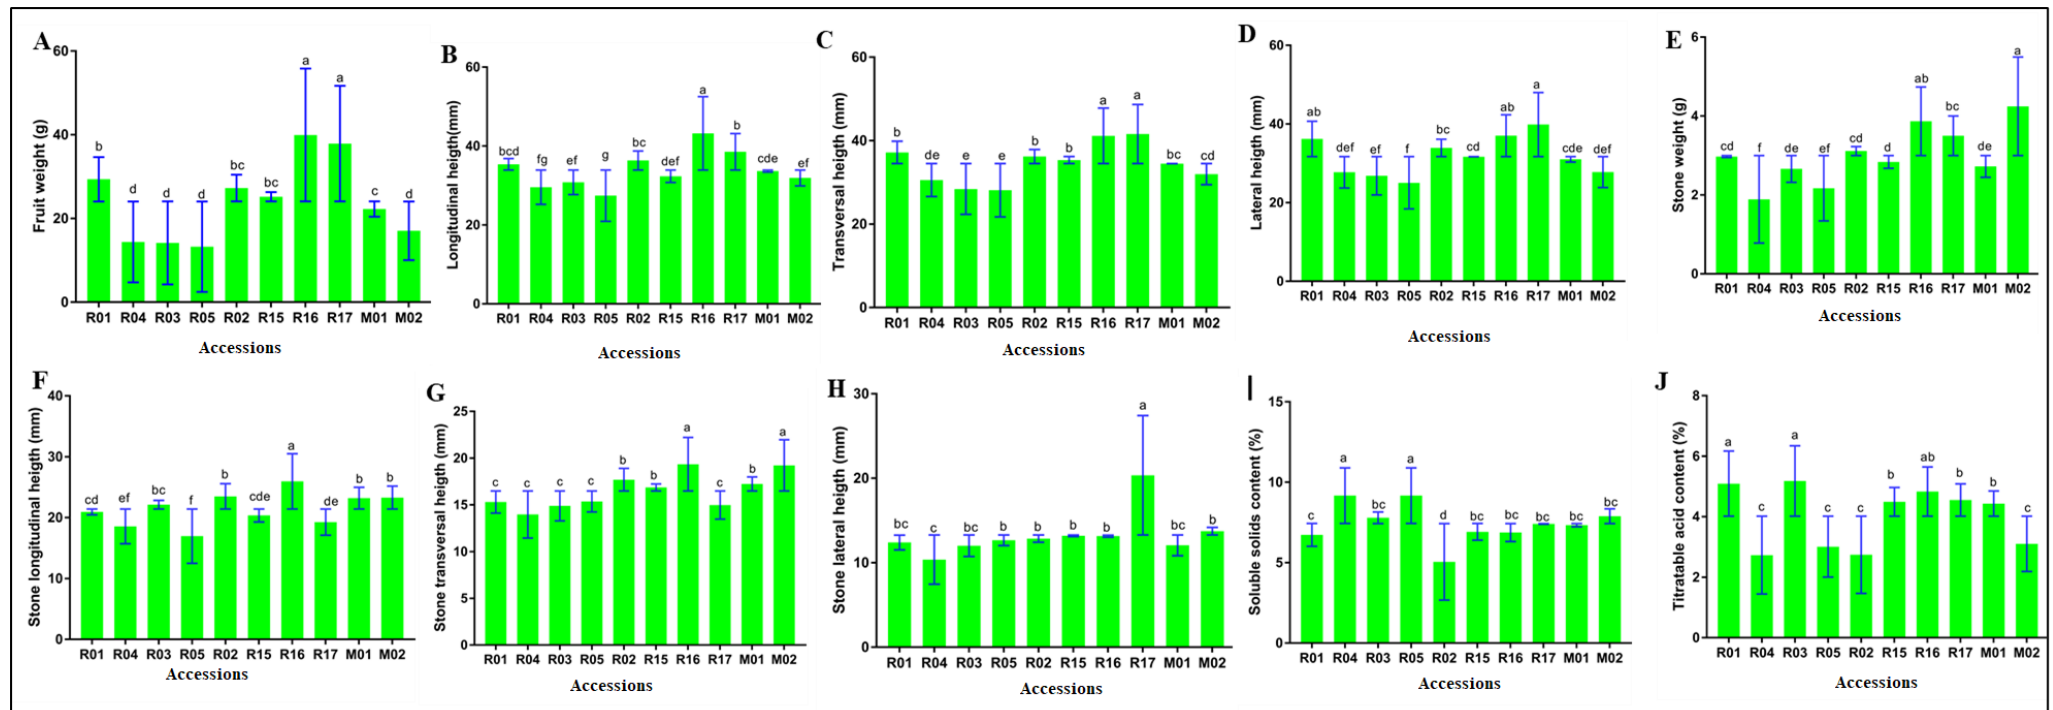 A
Fruit weight (g)
60
40
20
0
b
d
d
d
bc
bc
a
a
c
d
R01 R04 R03 R05 R02 R15 R16 R17 M01 M02
Accessions
B
Longitudinal heigth(mm)
60
40
20
0
bcd
fg
ef
g
bc
def
a
b
cde
ef
R01 R04 R03 R05 R02 R15 R16 R17 M01 M02
Accessions
C
Transversal heigth (mm)
60
40
20
0
b
de
e
e
b
b
a
a
bc
cd
R01 R04 R03 R05 R02 R15 R16 R17 M01 M02
Accessions
D
Lateral heigth (mm)
60
40
20
0
ab
def
ef
f
bc
cd
ab
a
cde
def
R01 R04 R03 R05 R02 R15 R16 R17 M01 M02
Accessions
E
Stone weight (g)
6
4
2
0
cd
f
de
ef
cd
d
ab
bc
de
a
R01 R04 R03 R05 R02 R15 R16 R17 M01 M02
Accessions
F
Stone longitudinal heigth (mm)
40
30
20
10
0
cd
ef
bc
f
b
cde
a
de
b
b
R01 R04 R03 R05 R02 R15 R16 R17 M01 M02
Accessions
G
Stone transversal heigth (mm)
25
20
15
10
5
0
c
c
c
c
b
b
a
c
b
a
R01 R04 R03 R05 R02 R15 R16 R17 M01 M02
Accessions
H
Stone lateral heigth (mm)
30
20
10
0
bc
c
bc
b
b
b
b
a
bc
b
R01 R04 R03 R05 R02 R15 R16 R17 M01 M02
Accessions
I
Soluble solids content (%)
15
10
5
0
c
a
bc
a
d
bc
bc
bc
bc
bc
R01 R04 R03 R05 R02 R15 R16 R17 M01 M02
Accessions
J
Titratable acid content (%)
8
6
4
2
0
a
c
a
c
c
b
ab
b
b
c
R01 R04 R03 R05 R02 R15 R16 R17 M01 M02
Accessions